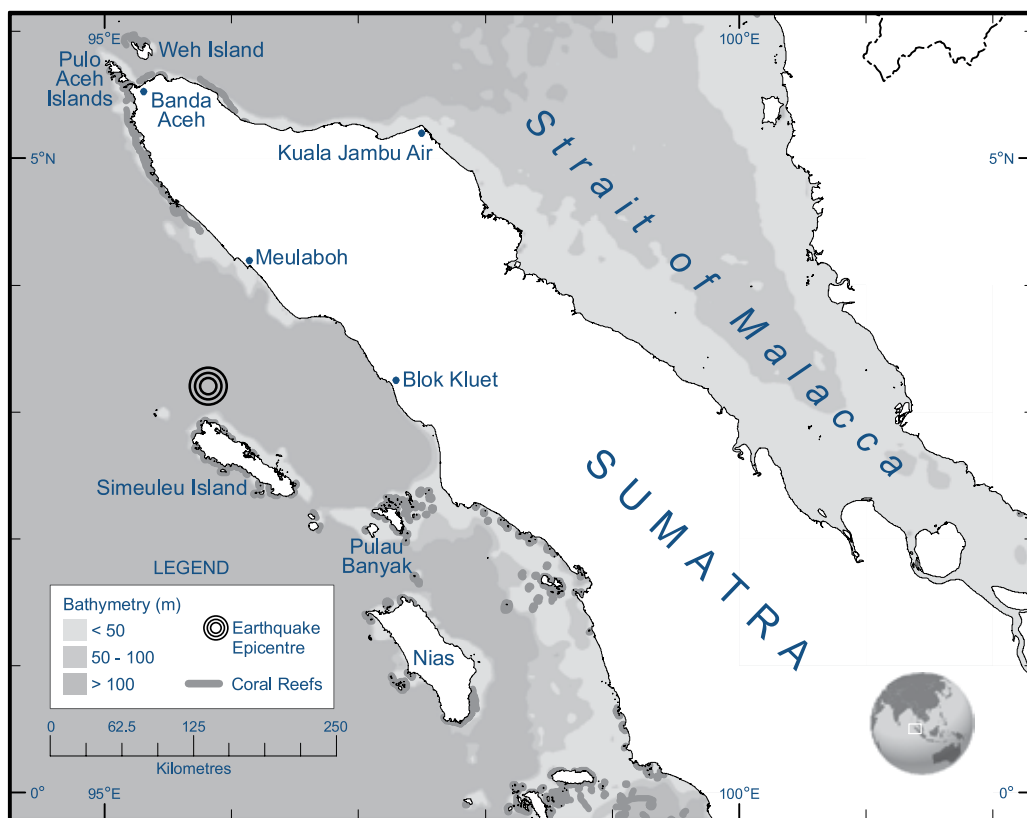 95°E
100°E
Weh Island
Pulo
Aceh
Islands
Banda
Aceh
Kuala Jambu Air
5°N
5°N
Strait of Malacca
Meulaboh
Blok Kluet
SUMATRA
Simeuleu Island
Pulau
Banyak
Nias
LEGEND
Bathymetry (m)
< 50
50 - 100
> 100
Earthquake
Epicentre
Coral Reefs
0 62.5 125 250
Kilometres
0°
95°E
100°E
0°